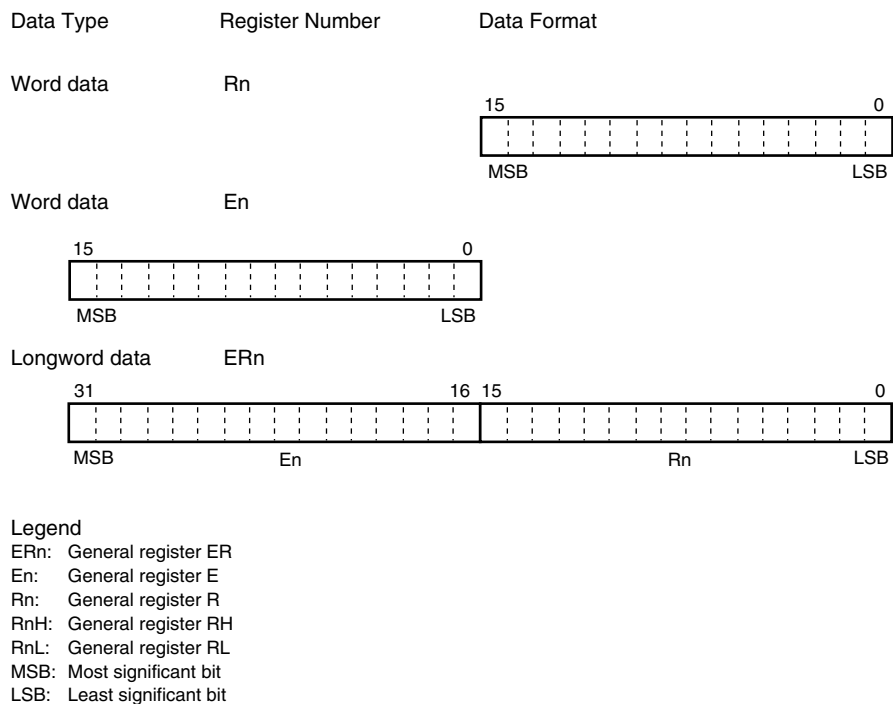 Data Type Register Number Data Format
Word data Rn
15 0
MSB LSB
Word data En
15 0
MSB LSB
Longword data ERn
31 16 15 0
MSB En Rn LSB
Legend
ERn: General register ER
En: General register E
Rn: General register R
RnH: General register RH
RnL: General register RL
MSB: Most significant bit
LSB: Least significant bit